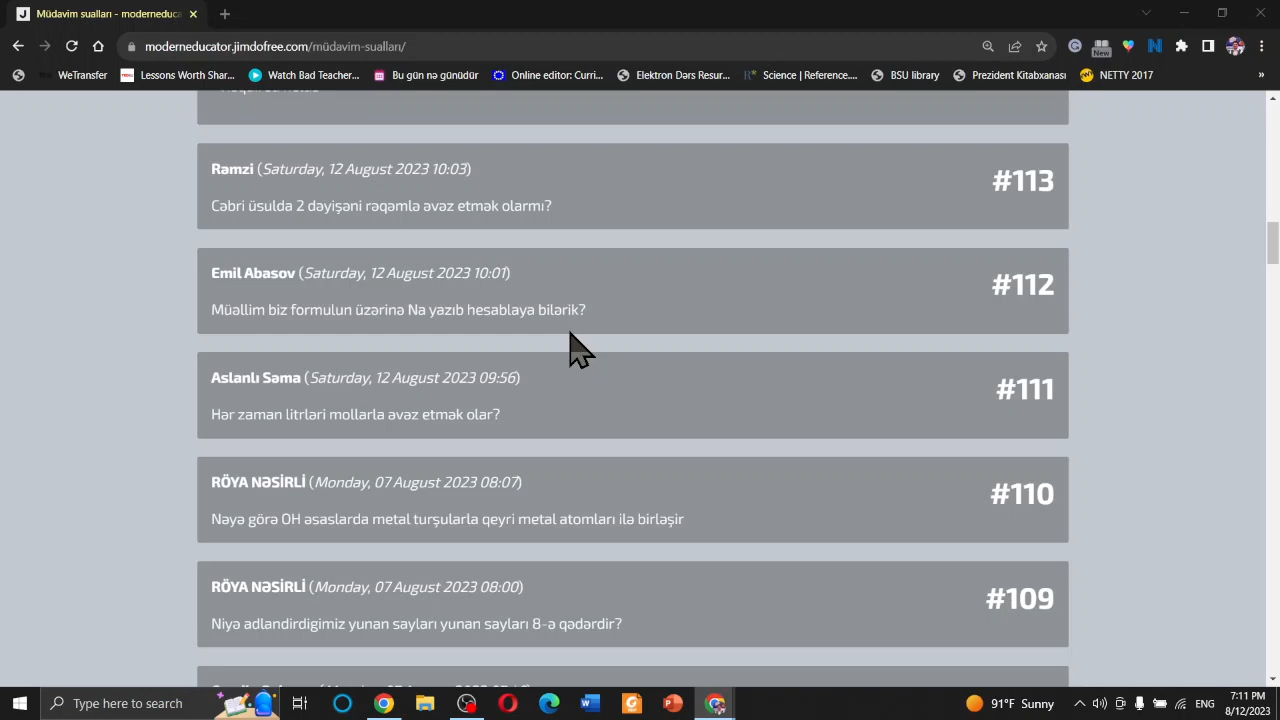 Müdavim sualları - moderneduca
moderneducator.jimdofree.com/müdavim-sualları/
New
WeTransfer
Lessons Worth Shar...
Watch Bad Teacher...
Bu gün nə günüdür
Online editor: Curri...
Elektron Dərs Resur...
Science | Reference....
BSU library
Prezident Kitabxanası
NETTY 2017
»
Rəmzi (Saturday, 12 August 2023 10:03)
#113
Cəbri üsulda 2 dəyişəni rəqəmlə əvəz etmək olarmı?
Emil Abasov (Saturday, 12 August 2023 10:01)
#112
Müəllim biz formulun üzərinə Na yazıb hesablaya bilərik?
Aslanlı Səma (Saturday, 12 August 2023 09:56)
#111
Hər zaman litrləri mollarla əvəz etmək olar?
RÖYA NƏSİRLİ (Monday, 07 August 2023 08:07)
#110
Nəyə görə OH əsaslarda metal turşularla qeyri metal atomları ilə birləşir
RÖYA NƏSİRLİ (Monday, 07 August 2023 08:00)
#109
Niyə adlandirdigimiz yunan sayları yunan sayları 8-ə qədərdir?
Type here to search
91°F Sunny
ENG
7:11 PM
8/12/2023